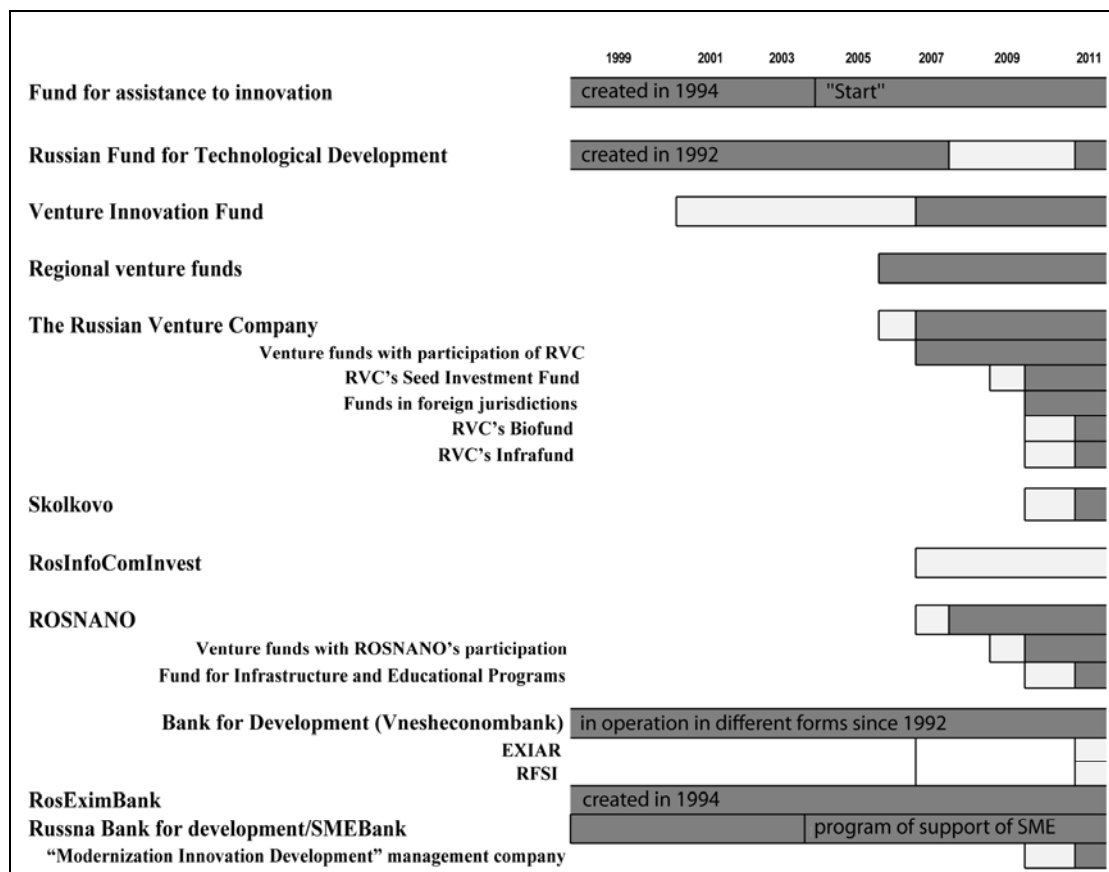 1999 2001 2003 2005 2007 2009 2011
Fund for assistance to innovation created in 1994 "Start"
Russian Fund for Technological Development created in 1992
Venture Innovation Fund
Regional venture funds
The Russian Venture Company
Venture funds with participation of RVC
RVC’s Seed Investment Fund
Funds in foreign jurisdictions
RVC’s Biofund
RVC’s Infrafund
Skolkovo
RosInfoComInvest
ROSNANO
Venture funds with ROSNANO’s participation
Fund for Infrastructure and Educational Programs
Bank for Development (Vnesheconombank) in operation in different forms since 1992
EXIAR
RFSI
RosEximBank created in 1994
Russna Bank for development/SMEBank program of support of SME
“Modernization Innovation Development” management company